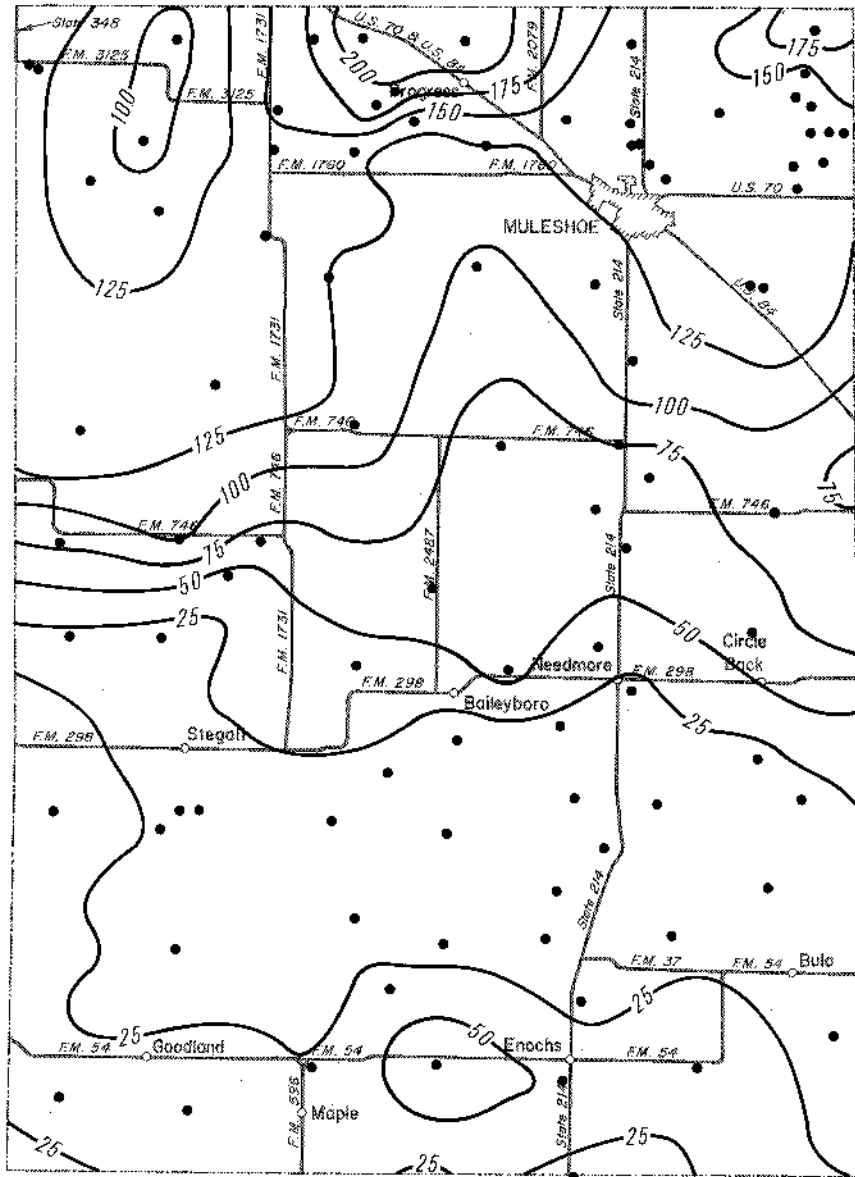 State 348
F.M. 3125
F.M. 1731
U.S. 70 & U.S. 84
F.M. 2079
State 214
175
150
200
175
Progress
150
100
F.M. 3125
F.M. 1760
F.M. 1760
U.S. 70
MULESHOE
125
State 214
U.S. 84
125
F.M. 1731
100
125
F.M. 746
F.M. 746
75
100
F.M. 746
75
F.M. 746
F.M. 746
75
50
F.M. 2487
State 214
25
F.M. 1731
50
Circle
Back
Needmore
F.M. 298
F.M. 298
Baileyboro
25
F.M. 298
Stegall
State 214
F.M. 37
F.M. 54
Bula
25
25
F.M. 54
Goodland
F.M. 54
50
Enochs
F.M. 54
F.M. 596
Maple
State 214
25
25
25